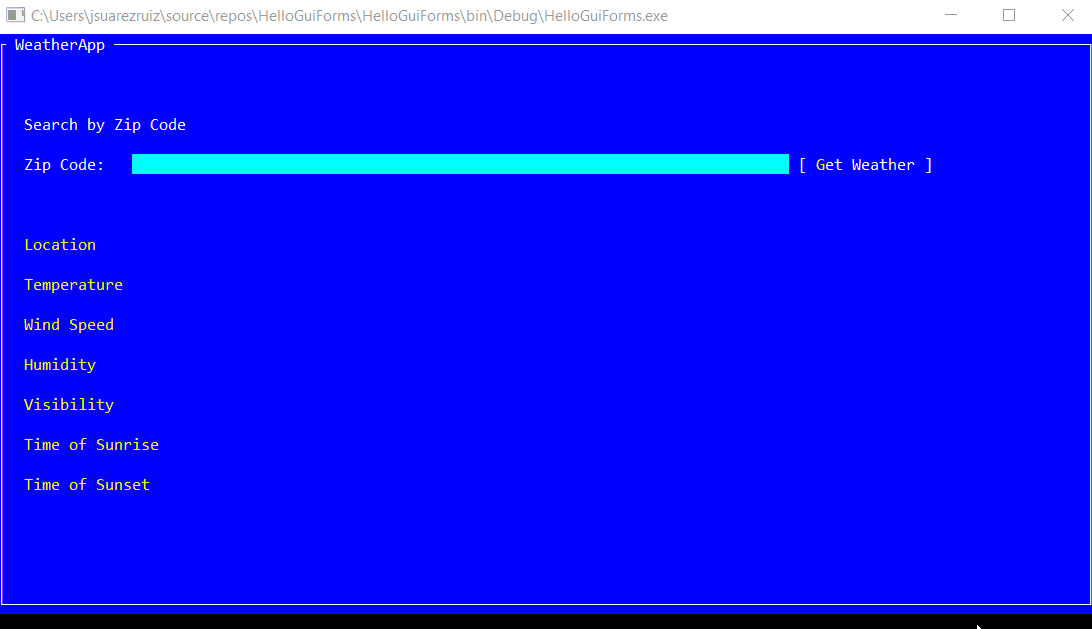 C:\Users\jsuarezruiz\source\repos\HelloGuiForms\HelloGuiForms\bin\Debug\HelloGuiForms.exe
WeatherApp
Search by Zip Code
Zip Code: [ Get Weather ]
Location
Temperature
Wind Speed
Humidity
Visibility
Time of Sunrise
Time of Sunset